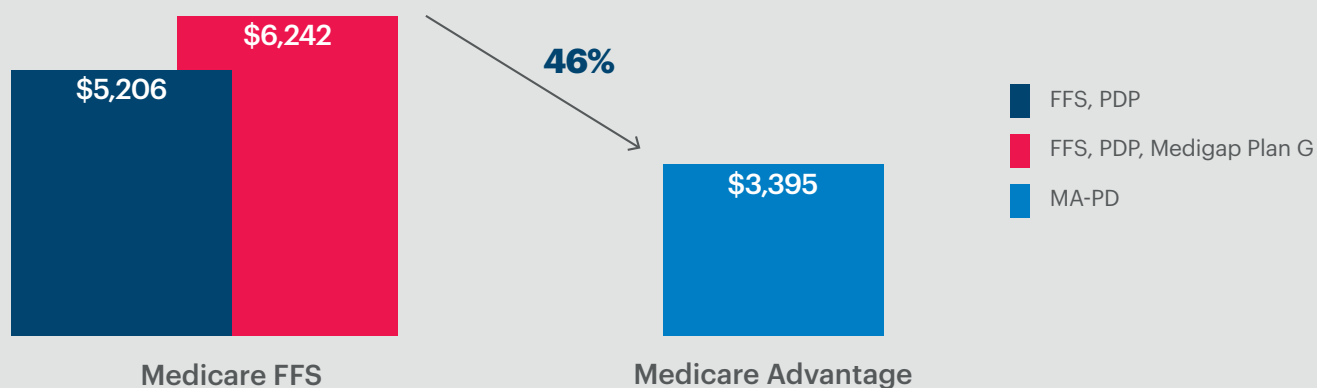 $6,242
46%
$5,206
FFS, PDP
FFS, PDP, Medigap Plan G
$3,395
MA-PD
Medicare FFS
Medicare Advantage